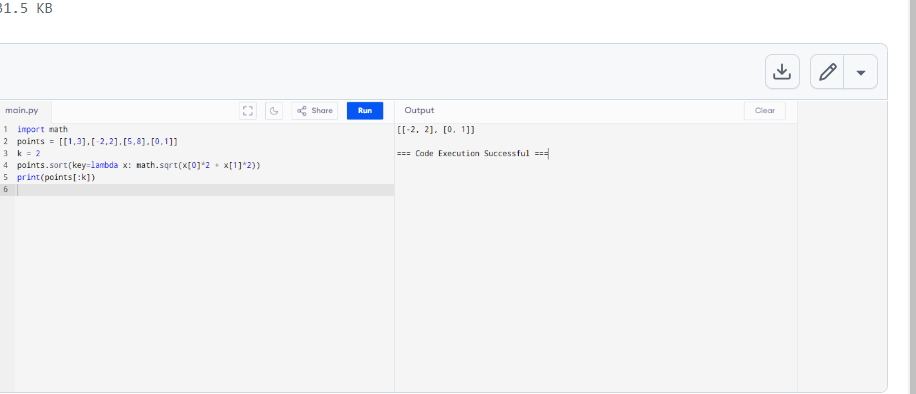 31.5 KB
main.py
Share
Run
Output
Clear
1 import math
2 points = [[1,3],[-2,2],[5,8],[0,1]]
3 k = 2
4 points.sort(key=lambda x: math.sqrt(x[0]*2 + x[1]*2))
5 print(points[:k])
6
[[-2, 2], [0, 1]]
=== Code Execution Successful ===